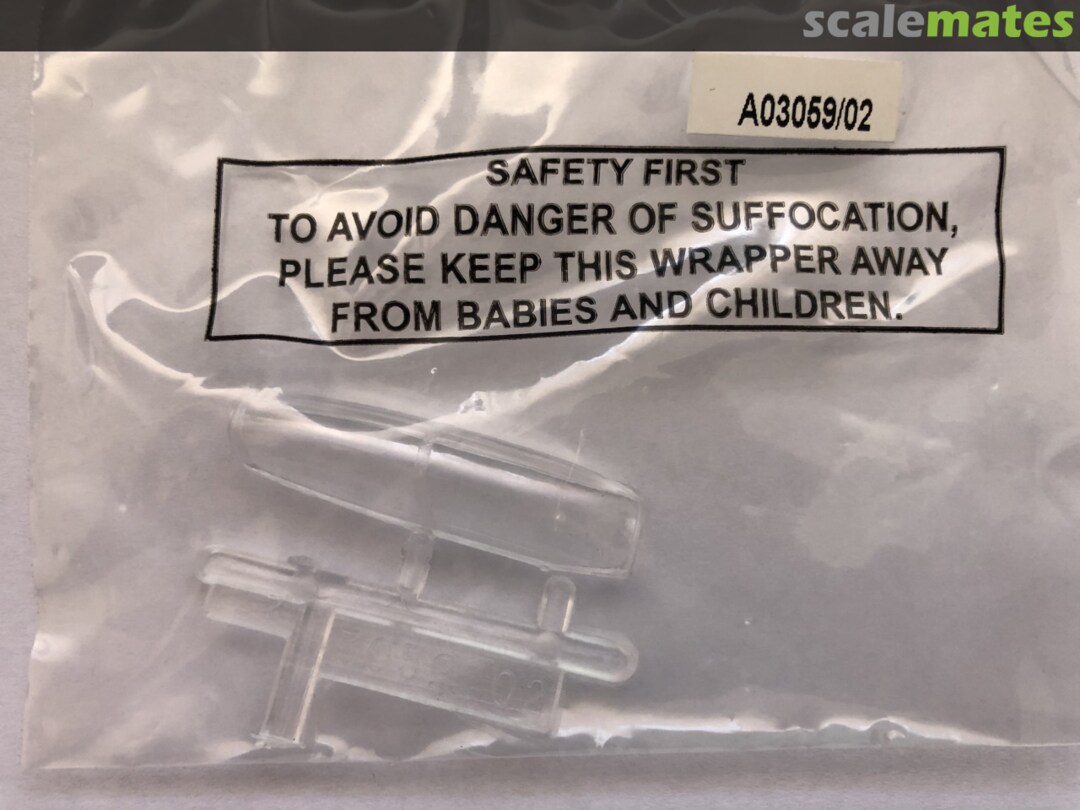 scalemates
A03059/02
SAFETY FIRST
TO AVOID DANGER OF SUFFOCATION,
PLEASE KEEP THIS WRAPPER AWAY
FROM BABIES AND CHILDREN.
02